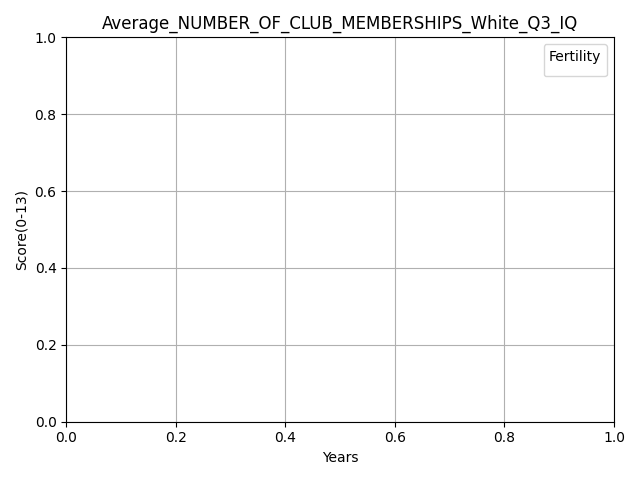 Average_NUMBER_OF_CLUB_MEMBERSHIPS_White_Q3_IQ
Fertility
Score(0-13)
1.0
0.8
0.6
0.4
0.2
0.0
0.0 0.2 0.4 0.6 0.8 1.0
Years